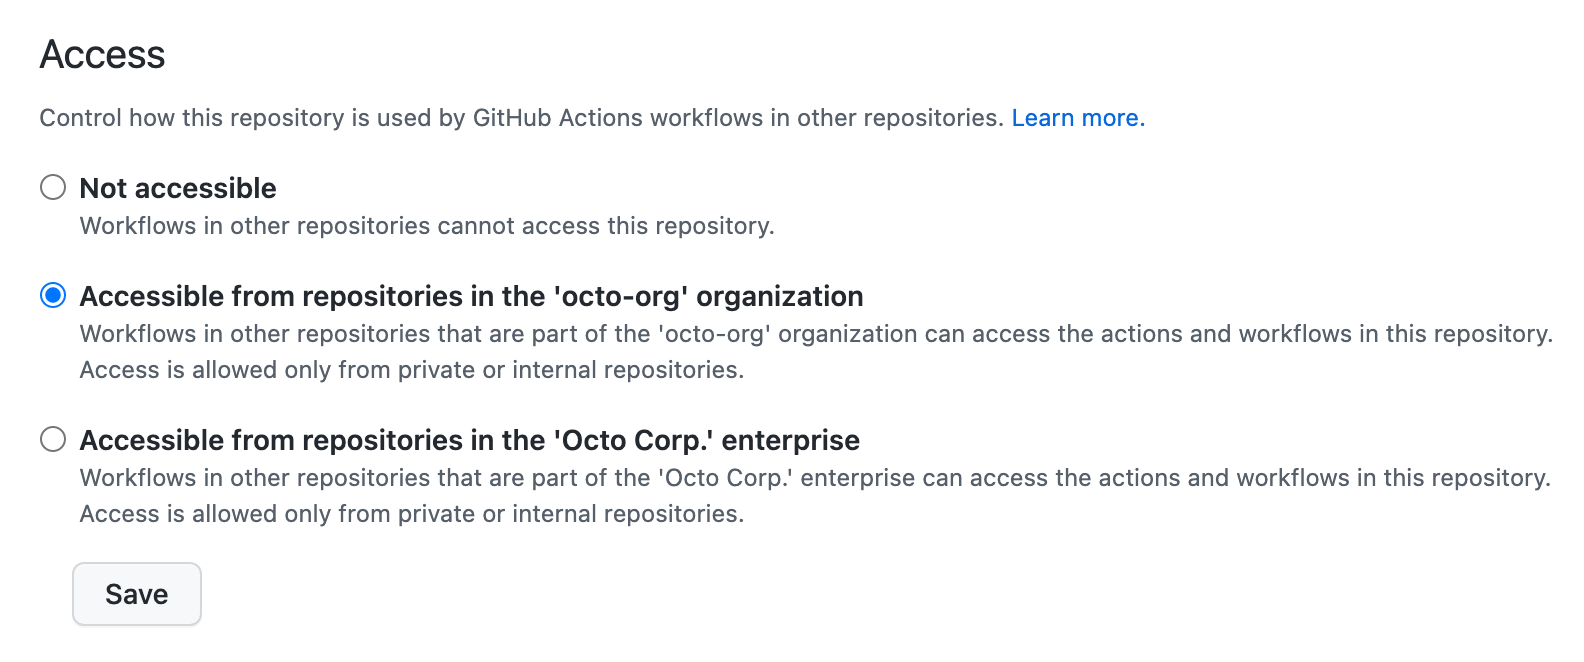 Access
Control how this repository is used by GitHub Actions workflows in other repositories. Learn more.
Not accessible
Workflows in other repositories cannot access this repository.
Accessible from repositories in the 'octo-org' organization
Workflows in other repositories that are part of the 'octo-org' organization can access the actions and workflows in this repository.
Access is allowed only from private or internal repositories.
Accessible from repositories in the 'Octo Corp.' enterprise
Workflows in other repositories that are part of the 'Octo Corp.' enterprise can access the actions and workflows in this repository.
Access is allowed only from private or internal repositories.
Save